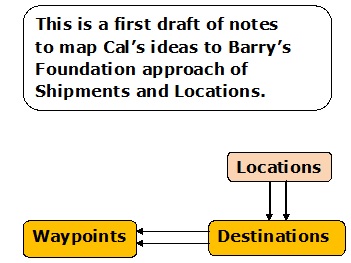 This is a first draft of notes
to map Cal’s ideas to Barry’s
Foundation approach of
Shipments and Locations.
Locations
Waypoints
Destinations